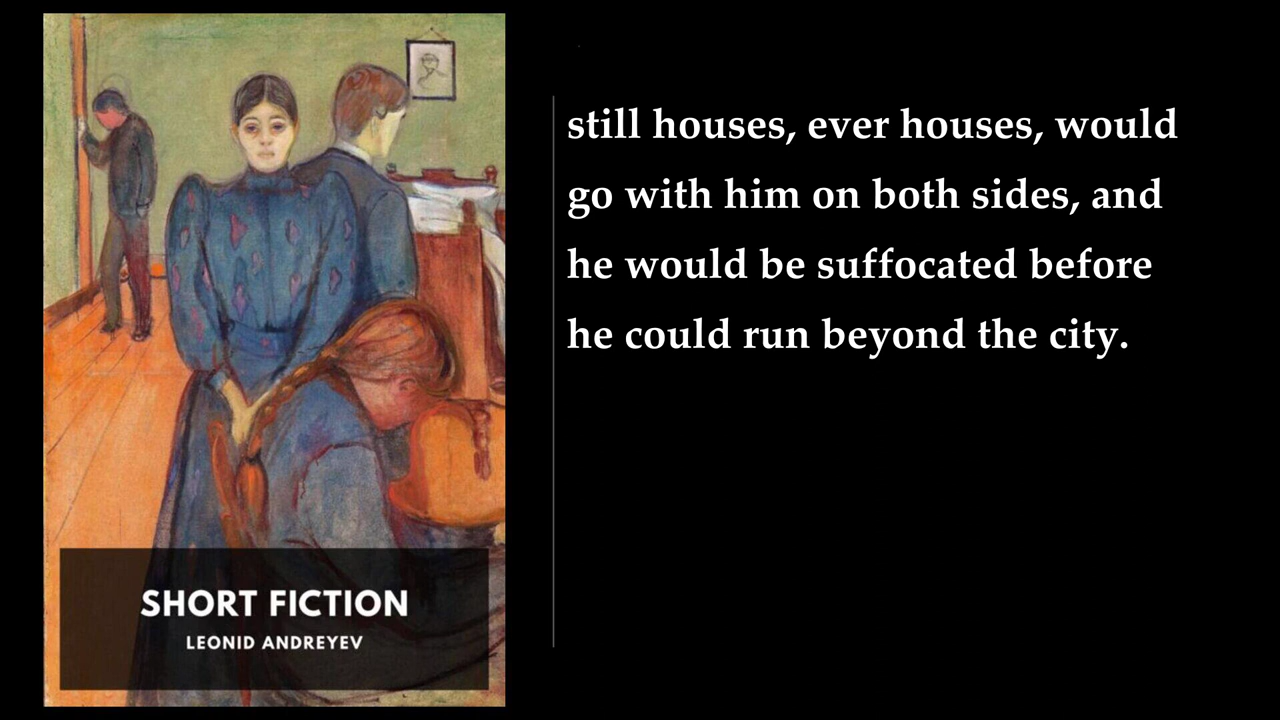 SHORT FICTION
LEONID ANDREYEV
still houses, ever houses, would
go with him on both sides, and
he would be suffocated before
he could run beyond the city.